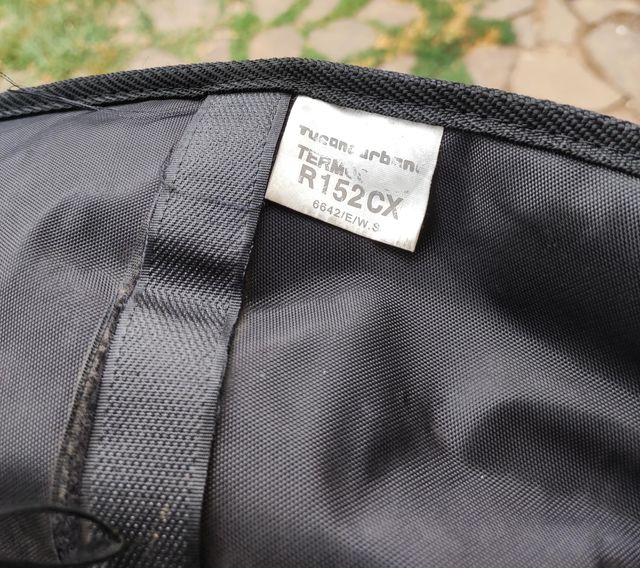 Tucano urbano
TERMOS
R152CX
6642/E/W.S